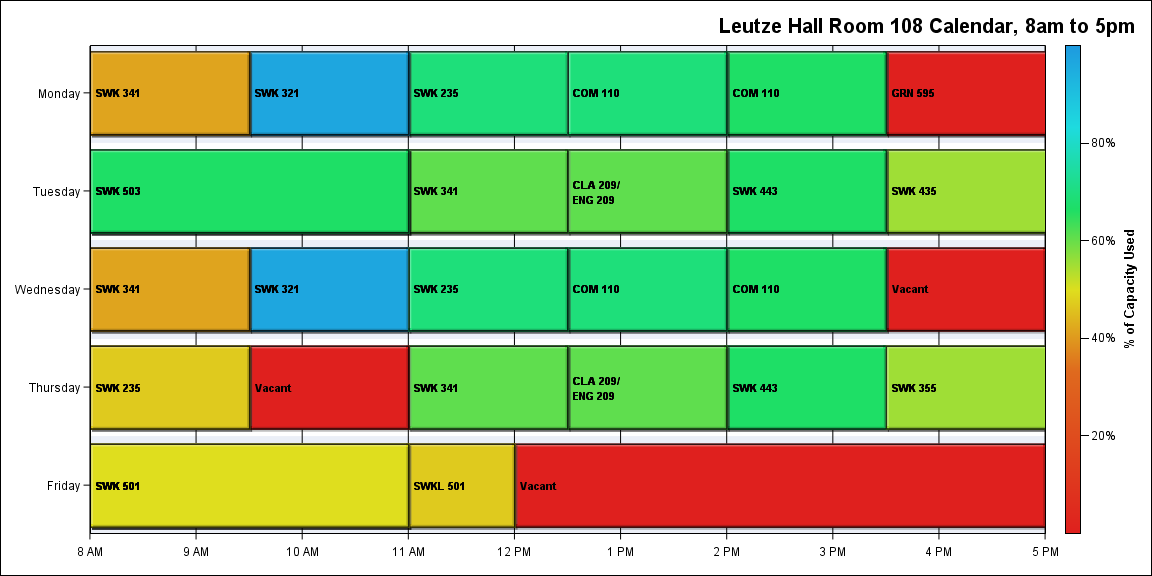 Leutze Hall Room 108 Calendar, 8am to 5pm
Monday
SWK 341
SWK 321
SWK 235
COM 110
COM 110
GRN 595
Tuesday
SWK 503
SWK 341
CLA 209/
ENG 209
SWK 443
SWK 435
Wednesday
SWK 341
SWK 321
SWK 235
COM 110
COM 110
Vacant
Thursday
SWK 235
Vacant
SWK 341
CLA 209/
ENG 209
SWK 443
SWK 355
Friday
SWK 501
SWKL 501
Vacant
8 AM
9 AM
10 AM
11 AM
12 PM
1 PM
2 PM
3 PM
4 PM
5 PM
80%
60%
40%
20%
% of Capacity Used